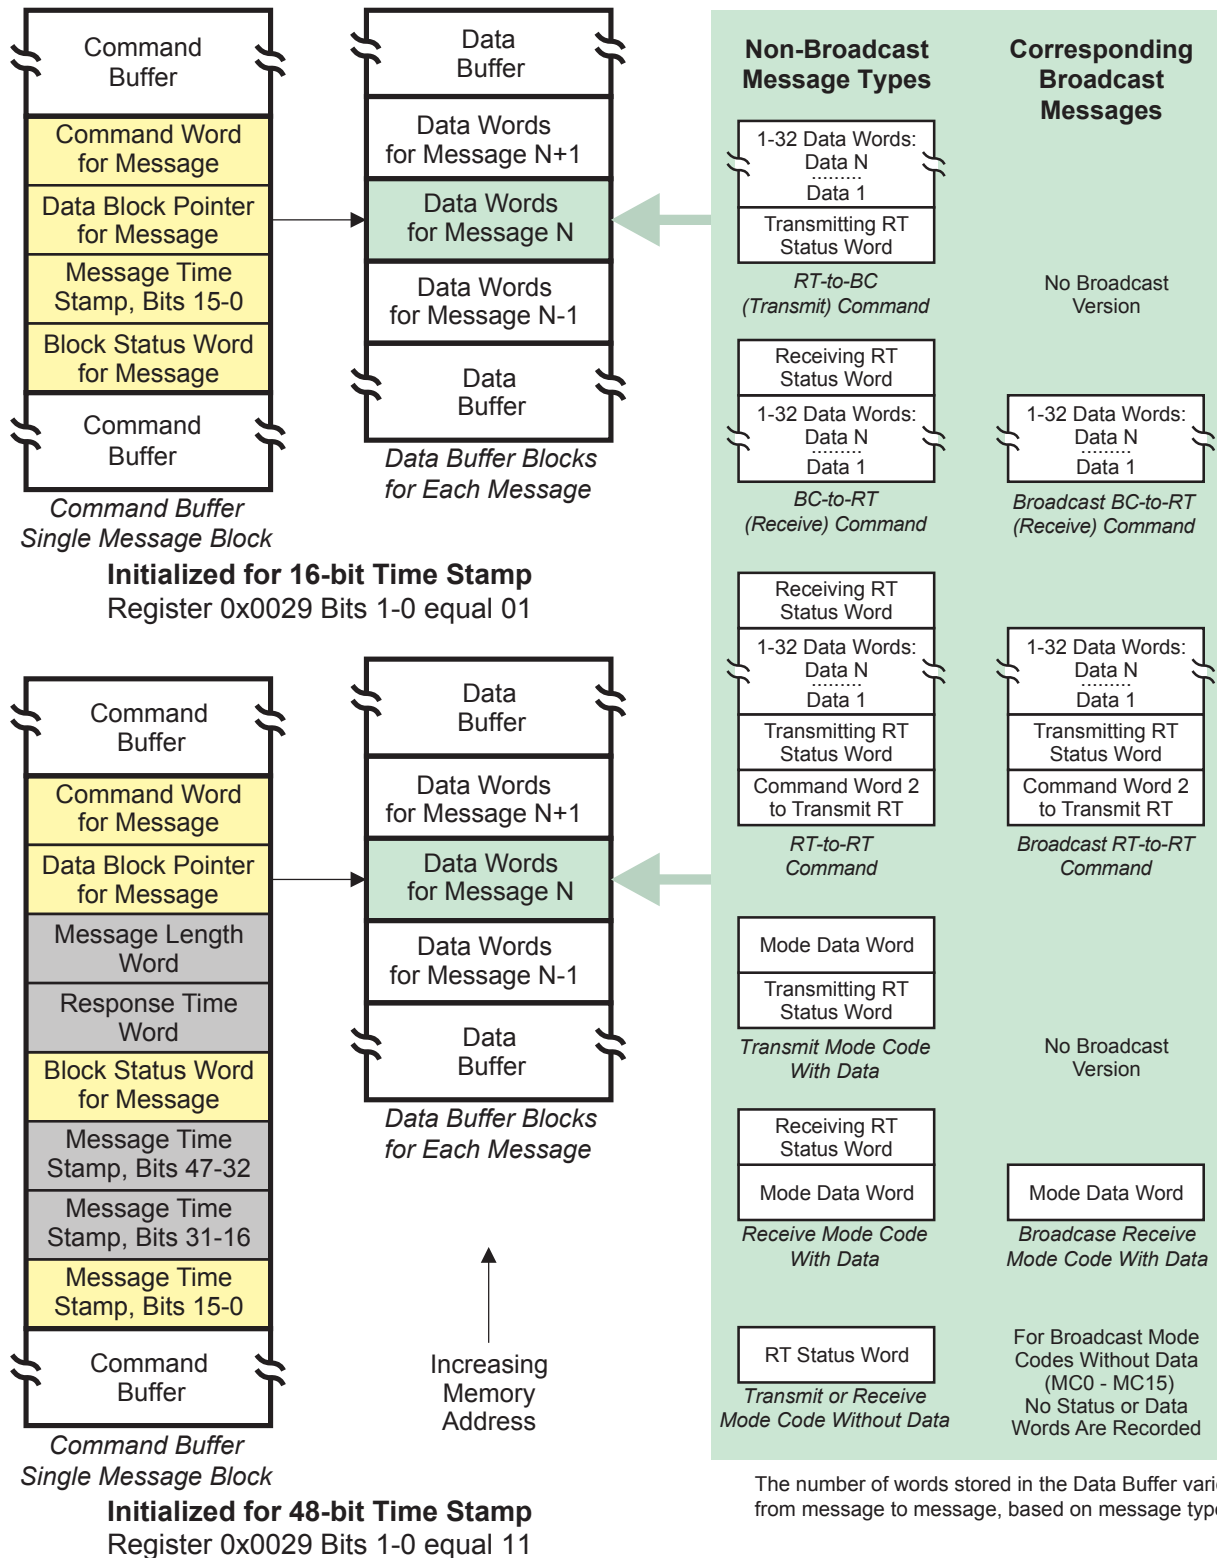 Command
Buffer
Command Word
for Message
Data Block Pointer
for Message
Message Time
Stamp, Bits 15-0
Block Status Word
for Message
Command
Buffer
Command Buffer
Single Message Block
Data
Buffer
Data Words
for Message N+1
Data Words
for Message N
Data Words
for Message N-1
Data
Buffer
Data Buffer Blocks
for Each Message
Initialized for 16-bit Time Stamp
Register 0x0029 Bits 1-0 equal 01
Command
Buffer
Command Word
for Message
Data Block Pointer
for Message
Message Length
Word
Response Time
Word
Block Status Word
for Message
Message Time
Stamp, Bits 47-32
Message Time
Stamp, Bits 31-16
Message Time
Stamp, Bits 15-0
Command
Buffer
Command Buffer
Single Message Block
Data
Buffer
Data Words
for Message N+1
Data Words
for Message N
Data Words
for Message N-1
Data
Buffer
Data Buffer Blocks
for Each Message
Increasing
Memory
Address
Initialized for 48-bit Time Stamp
Register 0x0029 Bits 1-0 equal 11
Non-Broadcast
Message Types
1-32 Data Words:
Data N
.........
Data 1
Transmitting RT
Status Word
RT-to-BC
(Transmit) Command
Receiving RT
Status Word
1-32 Data Words:
Data N
.........
Data 1
BC-to-RT
(Receive) Command
Receiving RT
Status Word
1-32 Data Words:
Data N
.........
Data 1
Transmitting RT
Status Word
Command Word 2
to Transmit RT
RT-to-RT
Command
Mode Data Word
Transmitting RT
Status Word
Transmit Mode Code
With Data
Receiving RT
Status Word
Mode Data Word
Receive Mode Code
With Data
RT Status Word
Transmit or Receive
Mode Code Without Data
Corresponding
Broadcast
Messages
No Broadcast
Version
1-32 Data Words:
Data N
.........
Data 1
Broadcast BC-to-RT
(Receive) Command
1-32 Data Words:
Data N
.........
Data 1
Transmitting RT
Status Word
Command Word 2
to Transmit RT
Broadcast RT-to-RT
Command
No Broadcast
Version
Mode Data Word
Broadcase Receive
Mode Code With Data
For Broadcast Mode
Codes Without Data
(MC0 - MC15)
No Status or Data
Words Are Recorded
The number of words stored in the Data Buffer
from message to message, based on message